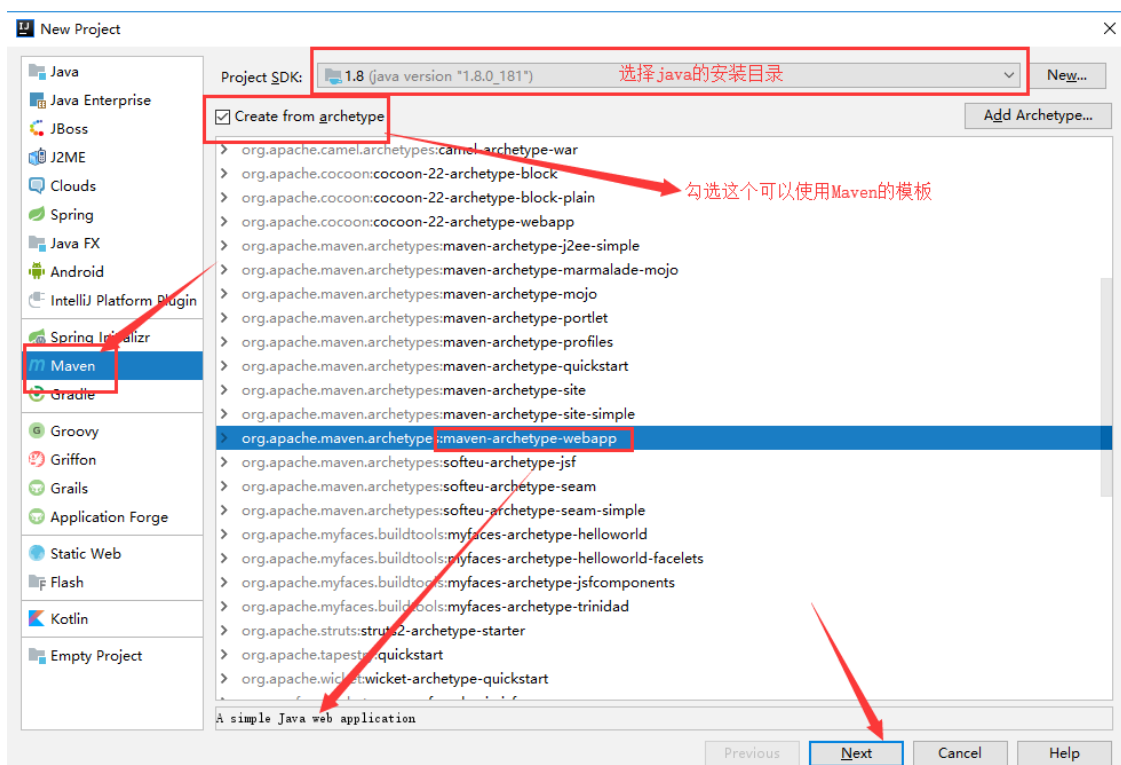 New Project
Java
Java Enterprise
JBoss
J2ME
Clouds
Spring
Java FX
Android
IntelliJ Platform Plugin
Spring Initializr
Maven
Gradle
Groovy
Griffon
Grails
Application Forge
Static Web
Flash
Kotlin
Empty Project
Project SDK: 1.8 (java version "1.8.0_181") 选择java的安装目录 New...
Create from archetype Add Archetype...
org.apache.camel.archetypes:camel-archetype-war
org.apache.cocoon:cocoon-22-archetype-block
勾选这个可以使用Maven的模板
org.apache.cocoon:cocoon-22-archetype-block-plain
org.apache.cocoon:cocoon-22-archetype-webapp
org.apache.maven.archetypes:maven-archetype-j2ee-simple
org.apache.maven.archetypes:maven-archetype-marmalade-mojo
org.apache.maven.archetypes:maven-archetype-mojo
org.apache.maven.archetypes:maven-archetype-portlet
org.apache.maven.archetypes:maven-archetype-profiles
org.apache.maven.archetypes:maven-archetype-quickstart
org.apache.maven.archetypes:maven-archetype-site
org.apache.maven.archetypes:maven-archetype-site-simple
org.apache.maven.archetypes:maven-archetype-webapp
org.apache.maven.archetypes:softeu-archetype-jsf
org.apache.maven.archetypes:softeu-archetype-seam
org.apache.maven.archetypes:softeu-archetype-seam-simple
org.apache.myfaces.buildtools:myfaces-archetype-helloworld
org.apache.myfaces.buildtools:myfaces-archetype-helloworld-facelets
org.apache.myfaces.buildtools:myfaces-archetype-jsfcomponents
org.apache.myfaces.buildtools:myfaces-archetype-trinidad
org.apache.struts:struts2-archetype-starter
org.apache.tapestry:quickstart
org.apache.wicket:wicket-archetype-quickstart
A simple Java web application
Previous Next Cancel Help